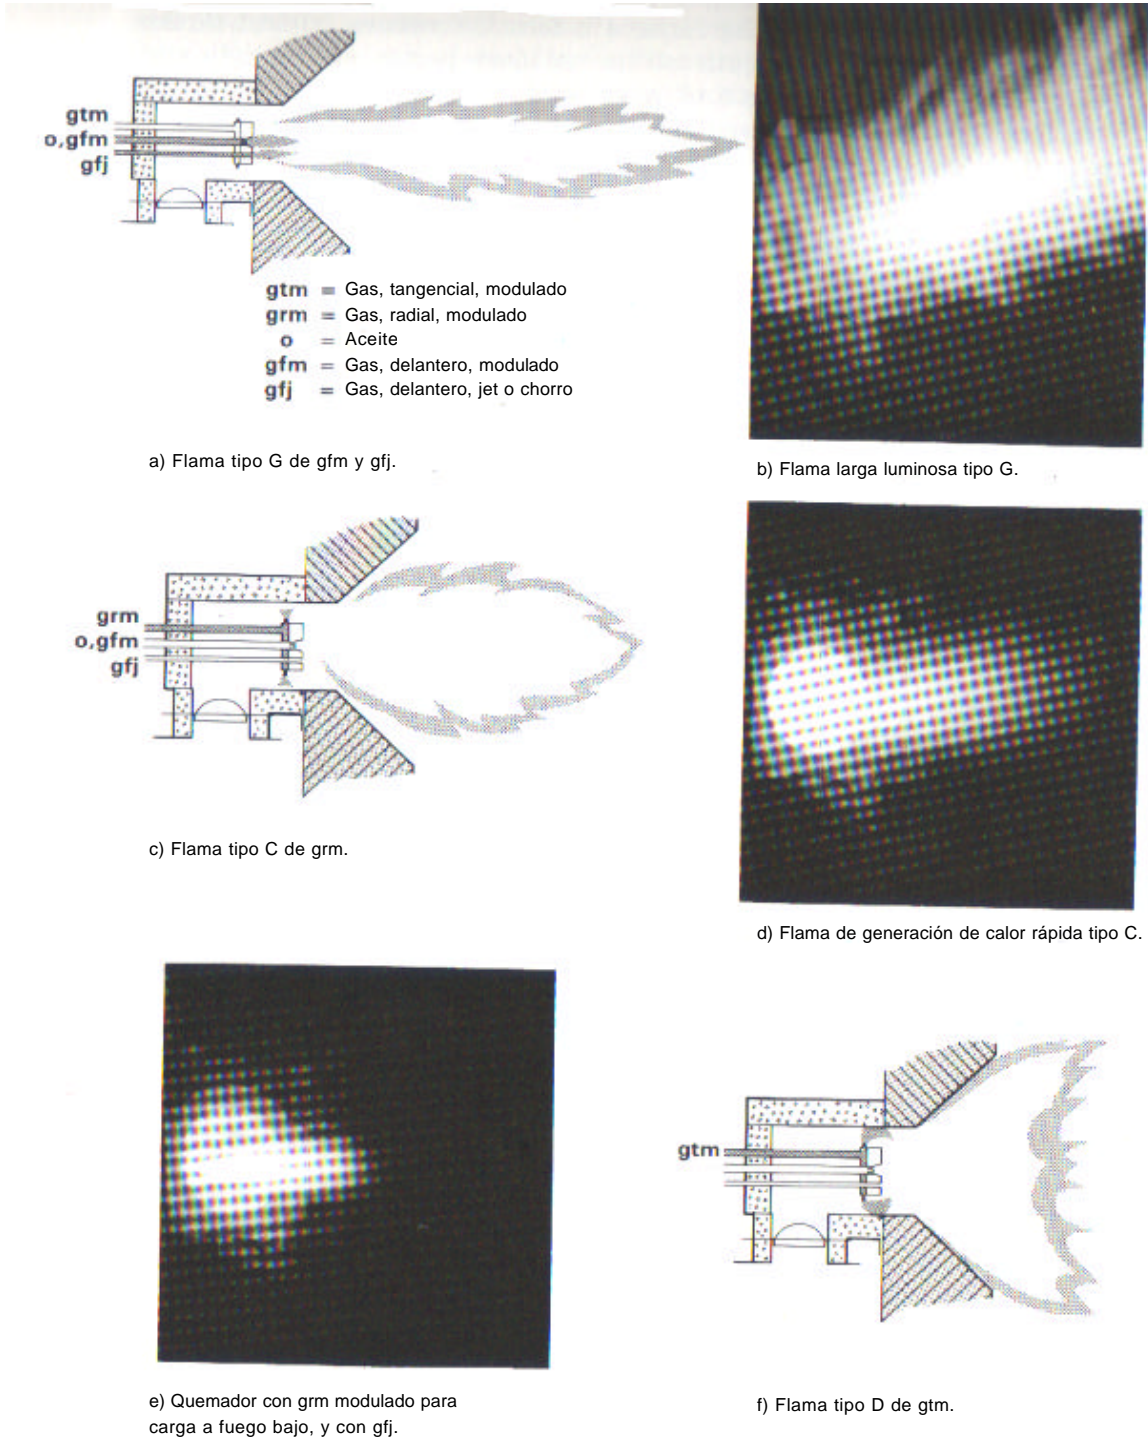 gtm
o,gfm
gfj
gtm = Gas, tangencial, modulado
grm = Gas, radial, modulado
o = Aceite
gfm = Gas, delantero, modulado
gfj = Gas, delantero, jet o chorro
a) Flama tipo G de gfm y gfj.
b) Flama larga luminosa tipo G.
grm
o,gfm
gfj
c) Flama tipo C de grm.
d) Flama de generación de calor rápida tipo C.
gtm
e) Quemador con grm modulado para
carga a fuego bajo, y con gfj.
f) Flama tipo D de gtm.